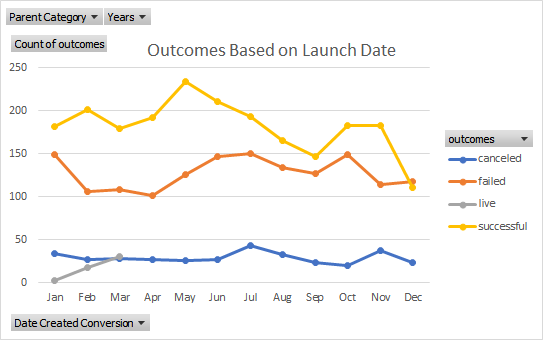 Parent Category Years
Count of outcomes
Outcomes Based on Launch Date
250
200
150
100
50
0
Jan Feb Mar Apr May Jun Jul Aug Sep Oct Nov Dec
outcomes
canceled
failed
live
successful
Date Created Conversion